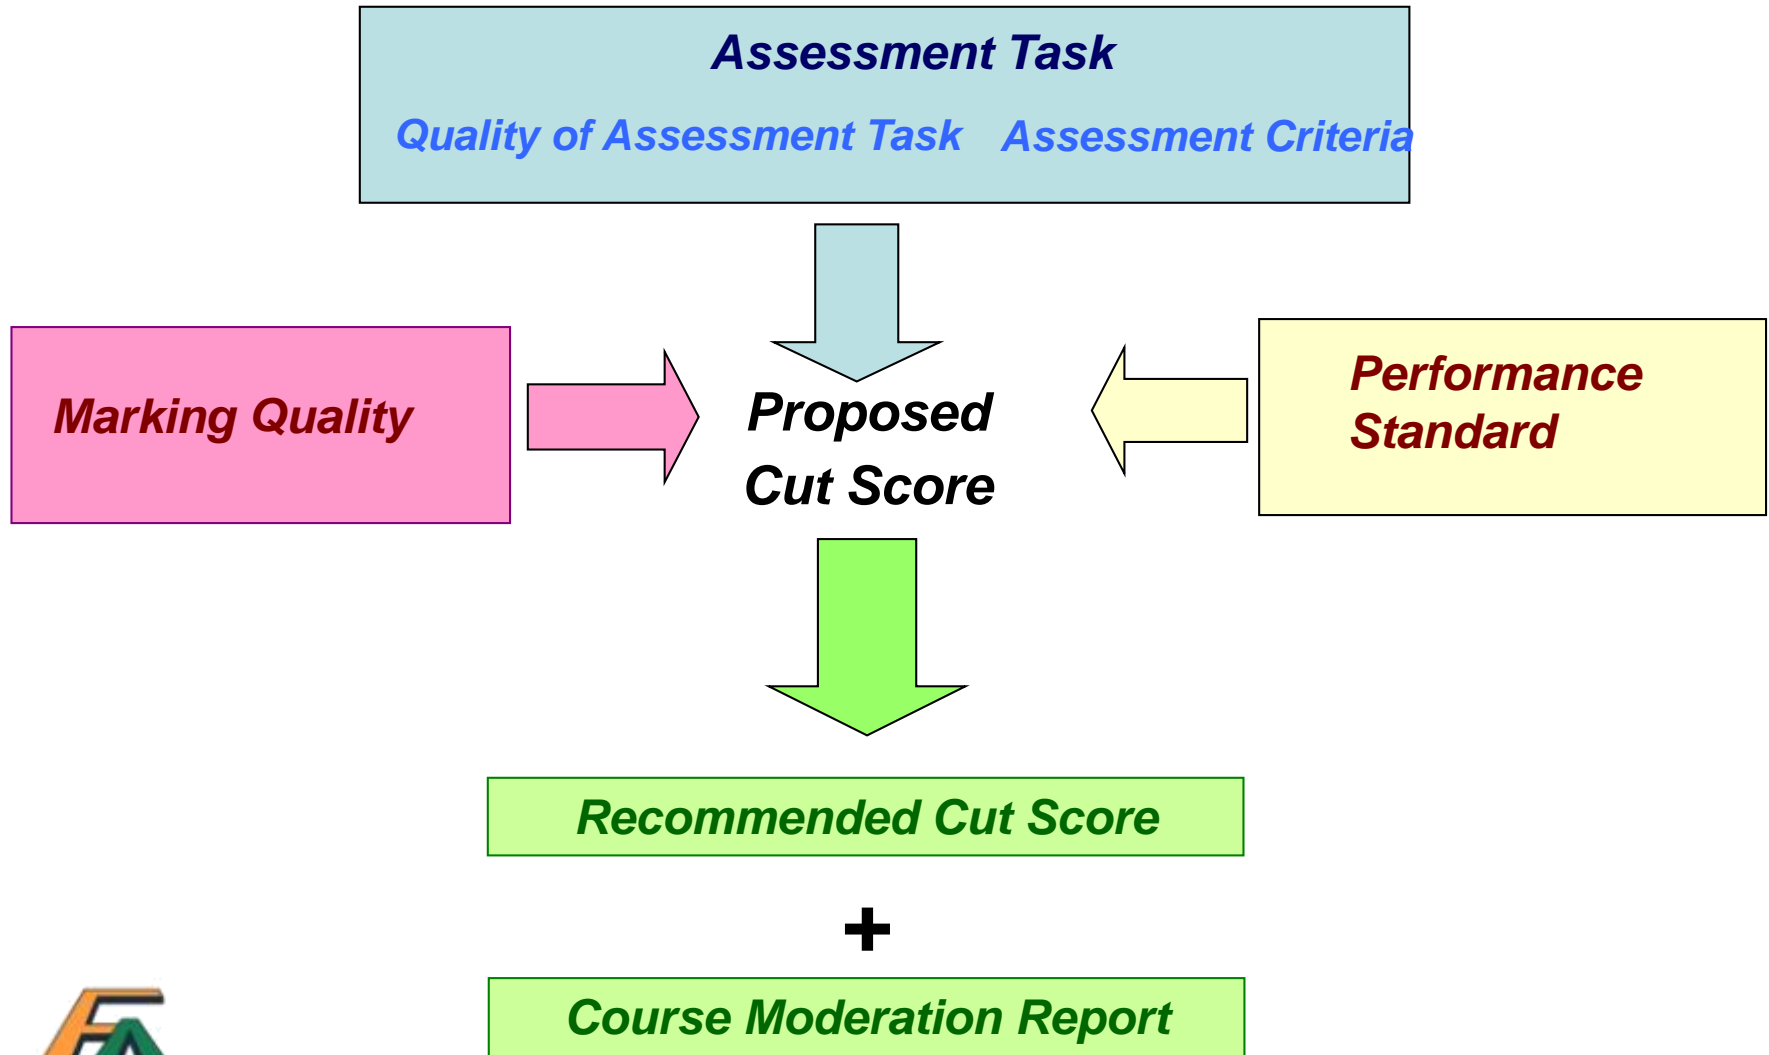 Assessment Task
Quality of Assessment Task Assessment Criteria
Marking Quality
Proposed
Cut Score
Performance
Standard
Recommended Cut Score
+
Course Moderation Report